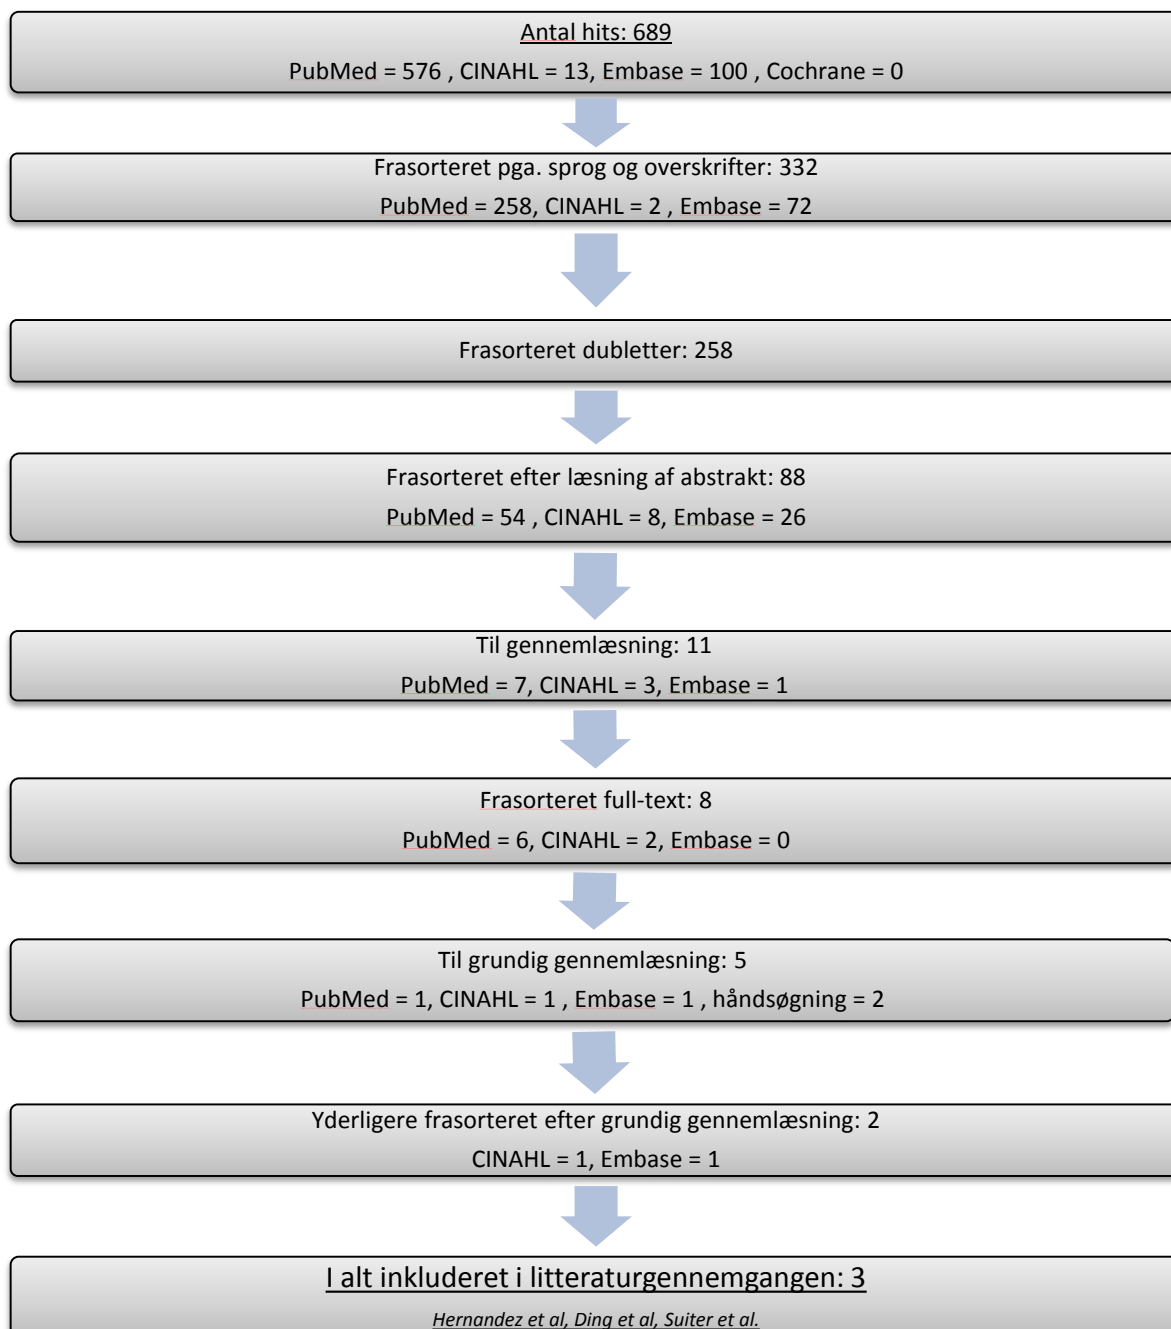 Antal hits: 689
PubMed = 576 , CINAHL = 13, Embase = 100 , Cochrane = 0
Frasorteret pga. sprog og overskrifter: 332
PubMed = 258, CINAHL = 2 , Embase = 72
Frasorteret dubletter: 258
Frasorteret efter læsning af abstrakt: 88
PubMed = 54 , CINAHL = 8, Embase = 26
Til gennemlæsning: 11
PubMed = 7, CINAHL = 3, Embase = 1
Frasorteret full-text: 8
PubMed = 6, CINAHL = 2, Embase = 0
Til grundig gennemlæsning: 5
PubMed = 1, CINAHL = 1 , Embase = 1 , håndsøgning = 2
Yderligere frasorteret efter grundig gennemlæsning: 2
CINAHL = 1, Embase = 1
I alt inkluderet i litteraturgennemgangen: 3
Hernandez et al, Ding et al, Suiter et al.